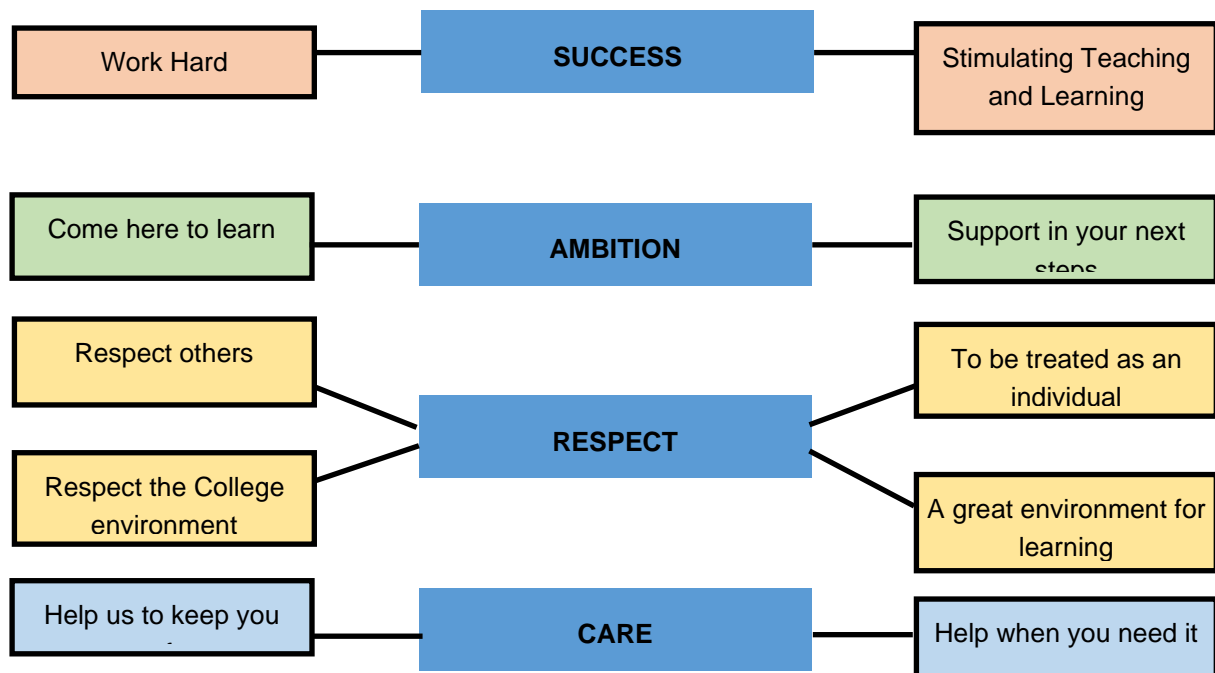 Work Hard
SUCCESS
Stimulating Teaching
and Learning
Come here to learn
AMBITION
Support in your next
steps
Respect others
To be treated as an
individual
RESPECT
Respect the College
environment
A great environment for
learning
Help us to keep you
CARE
Help when you need it